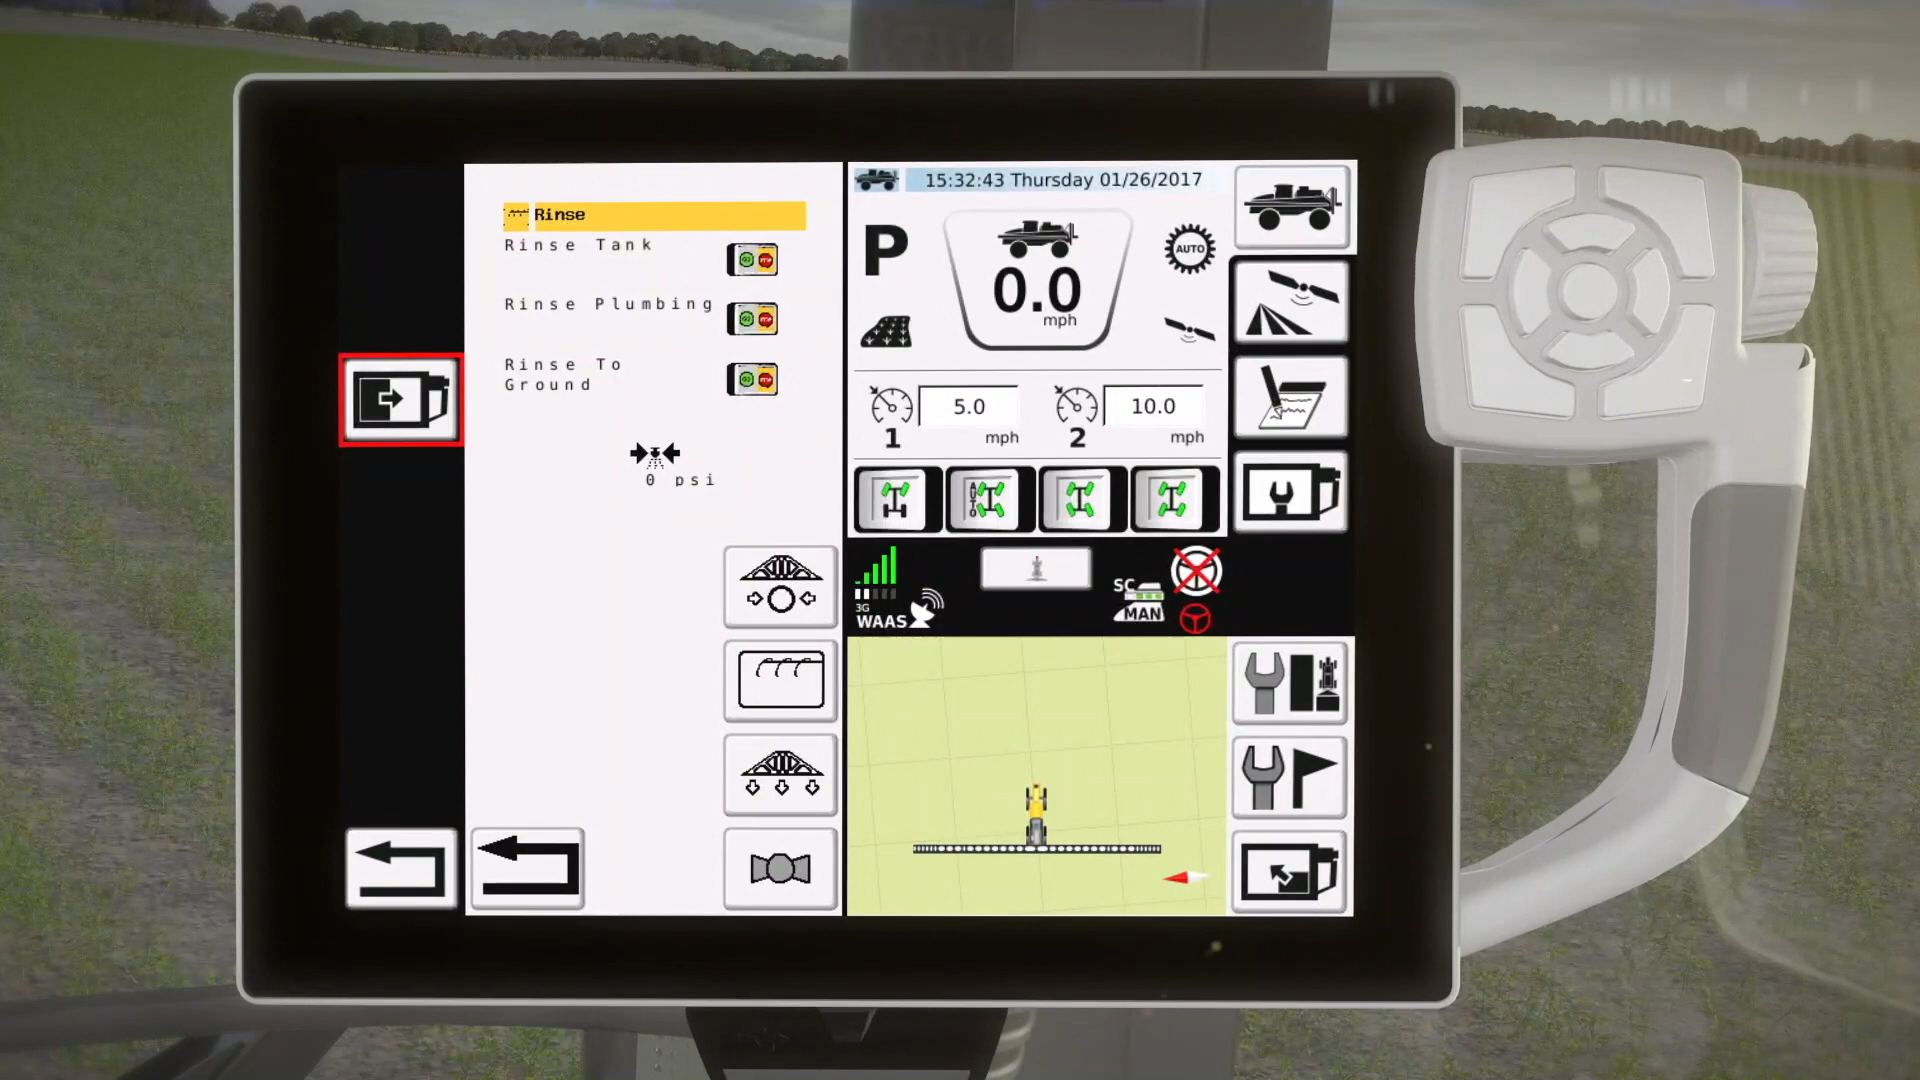 Rinse
Rinse Tank
Rinse Plumbing
Rinse To
Ground
0 psi
15:32:43 Thursday 01/26/2017
P
AUTO
0.0
mph
5.0
10.0
1
mph
2
mph
AUTO
3G
WAAS
SC
MAN